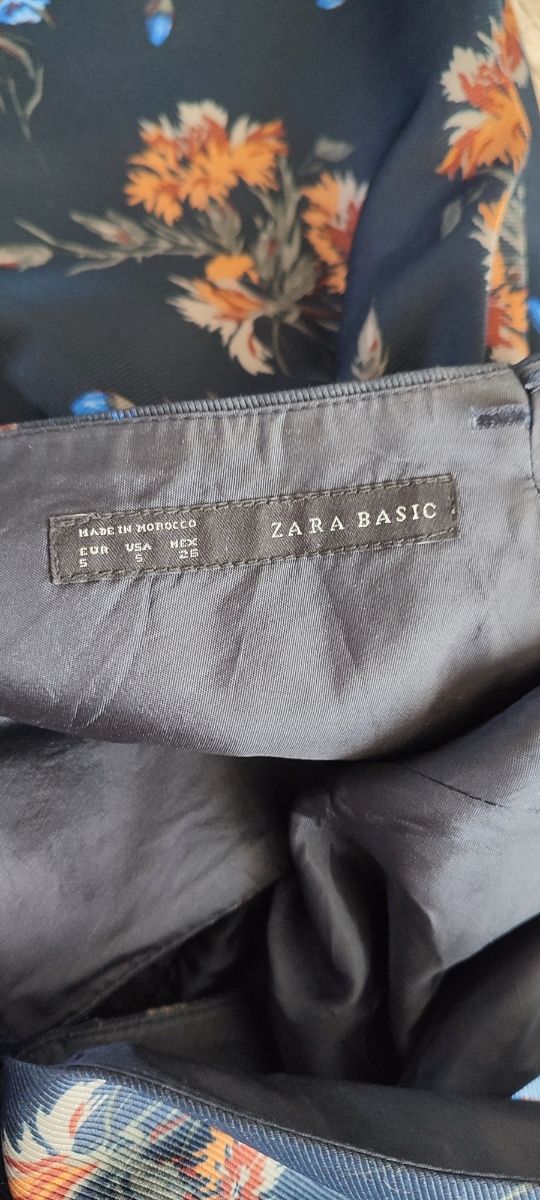 MADE IN MOROCCO
EUR USA MEX
S S 26
ZARA BASIC